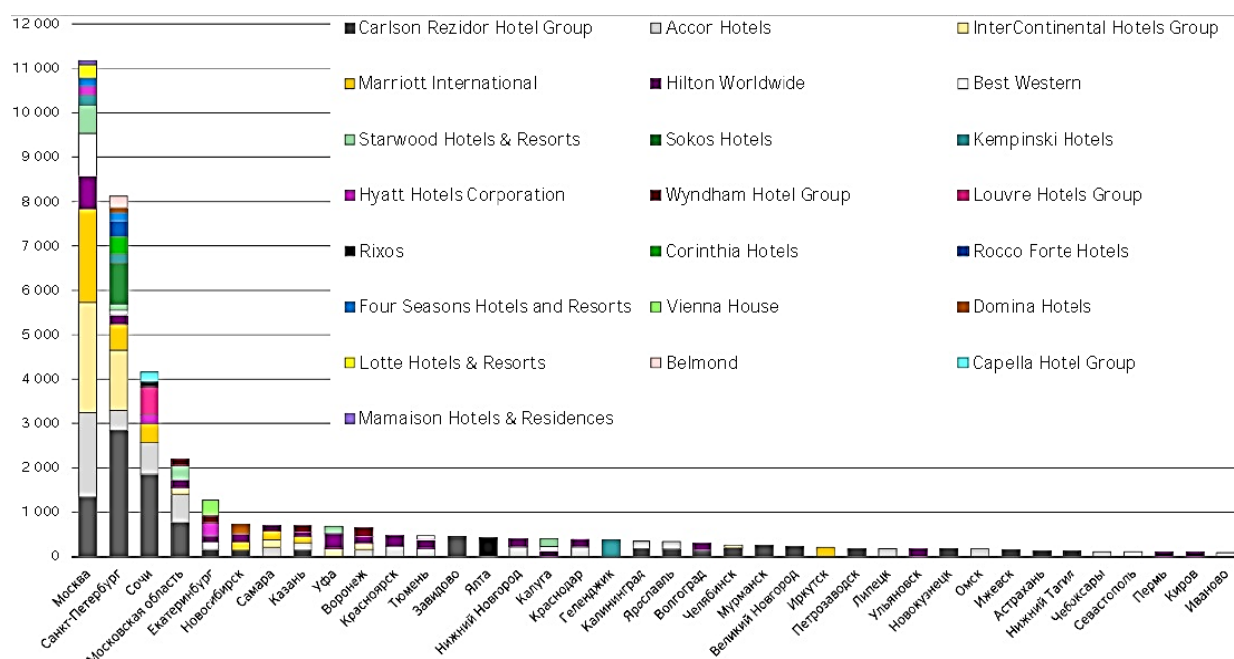 12 000
11 000
10 000
9 000
8 000
7 000
6 000
5 000
4 000
3 000
2 000
1 000
0
Carlson Rezidor Hotel Group
Accor Hotels
InterContinental Hotels Group
Marriott International
Hilton Worldwide
Best Western
Starwood Hotels & Resorts
Sokos Hotels
Kempinski Hotels
Hyatt Hotels Corporation
Wyndham Hotel Group
Louvre Hotels Group
Rixos
Corinthia Hotels
Rocco Forte Hotels
Four Seasons Hotels and Resorts
Vienna House
Domina Hotels
Lotte Hotels & Resorts
Belmond
Capella Hotel Group
Mamaison Hotels & Residences
Москва
Санкт-Петербург
Сочи
Московская область
Екатеринбург
Новосибирск
Самара
Казань
Уфа
Воронеж
Красноярск
Тюмень
Завидово
Ялта
Нижний Новгород
Калуга
Краснодар
Геленджик
Калининград
Ярославль
Волгоград
Челябинск
Мурманск
Великий Новгород
Иркутск
Петрозаводск
Липецк
Ульяновск
Новокузнецк
Омск
Ижевск
Астрахань
Нижний Тагил
Чебоксары
Севастополь
Пермь
Киров
Иваново